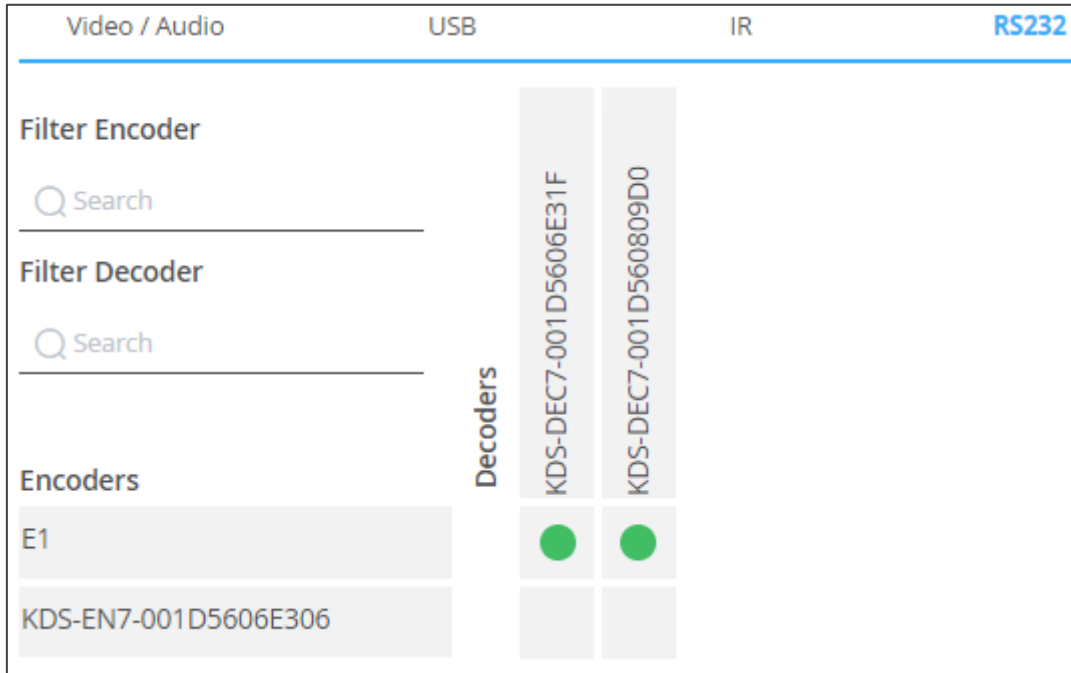 Video / Audio USB IR RS232
Filter Encoder
Search
Filter Decoder
Search
Encoders
Decoders
KDS-DEC7-001D5606E31F
KDS-DEC7-001D560809D0
E1
KDS-EN7-001D5606E306